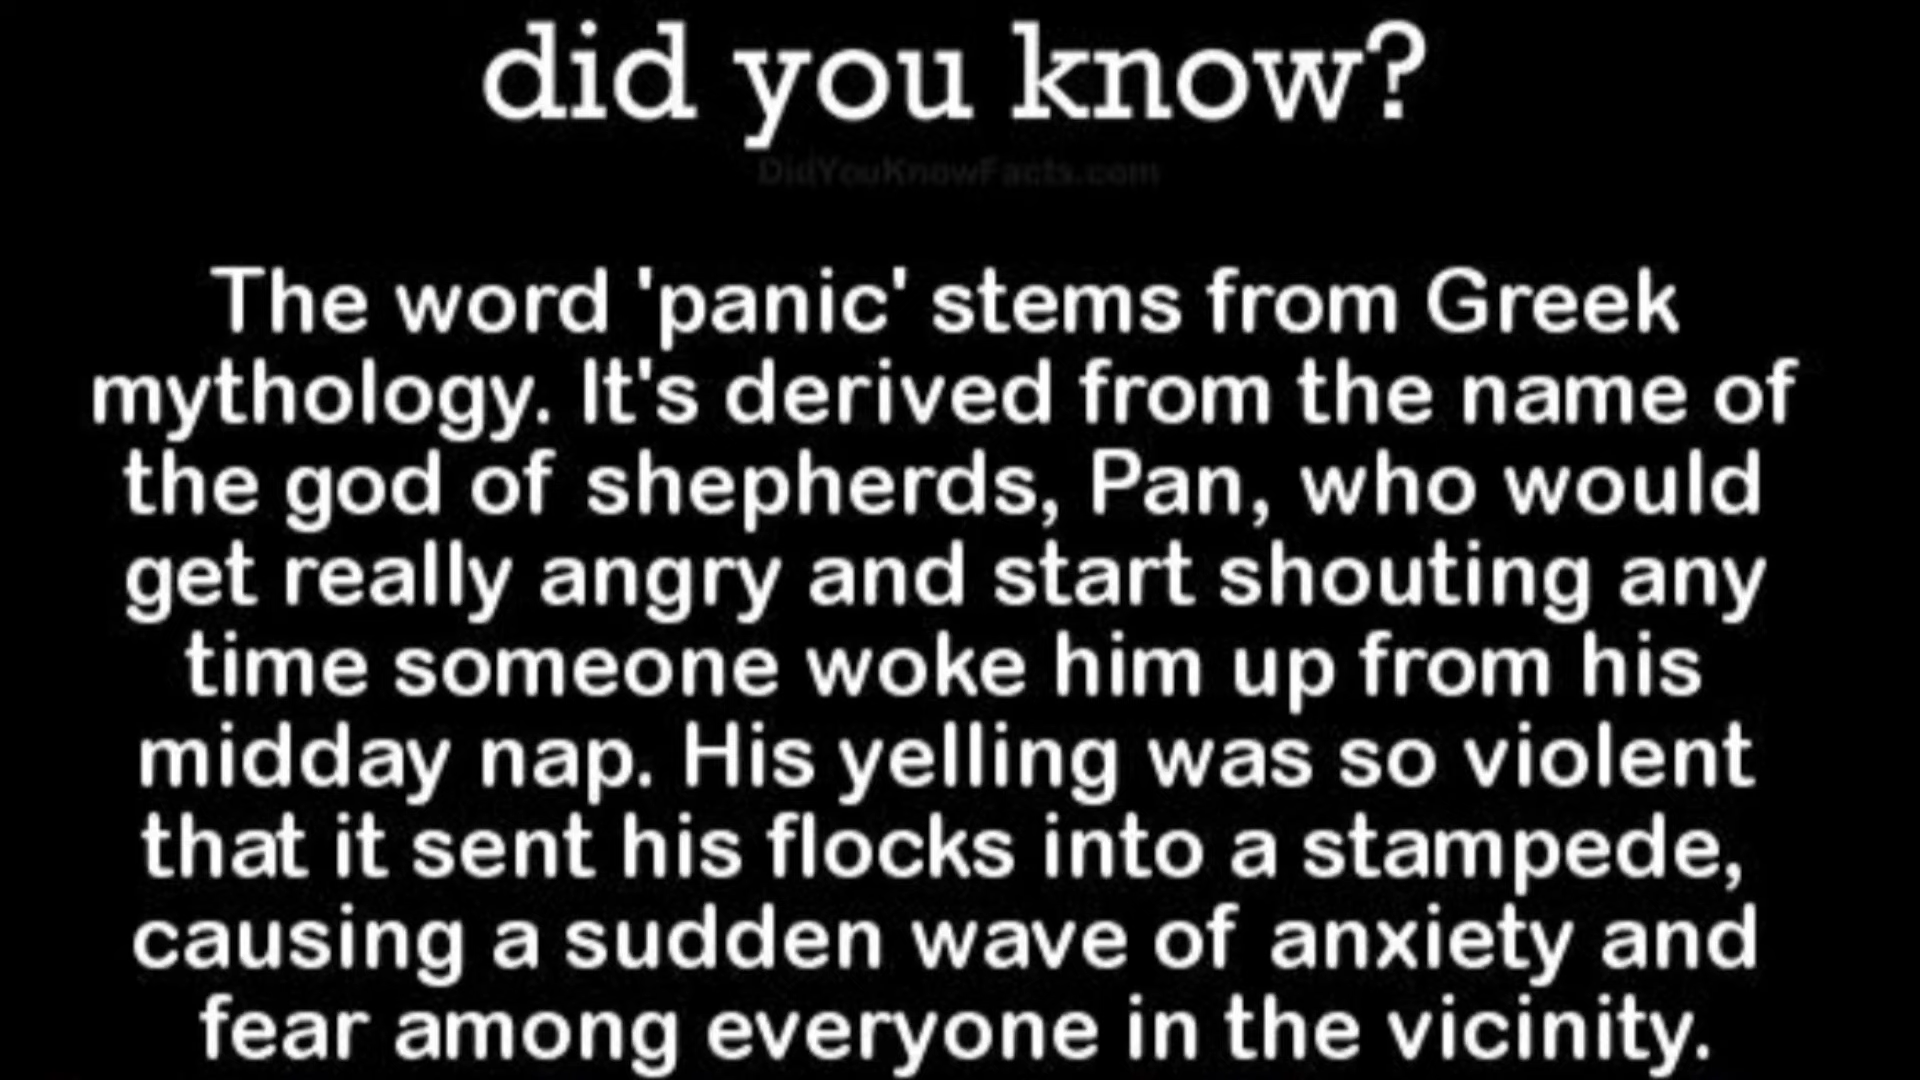 did you know?
DidYouKnowFacts.com
The word 'panic' stems from Greek
mythology. It's derived from the name of
the god of shepherds, Pan, who would
get really angry and start shouting any
time someone woke him up from his
midday nap. His yelling was so violent
that it sent his flocks into a stampede,
causing a sudden wave of anxiety and
fear among everyone in the vicinity.